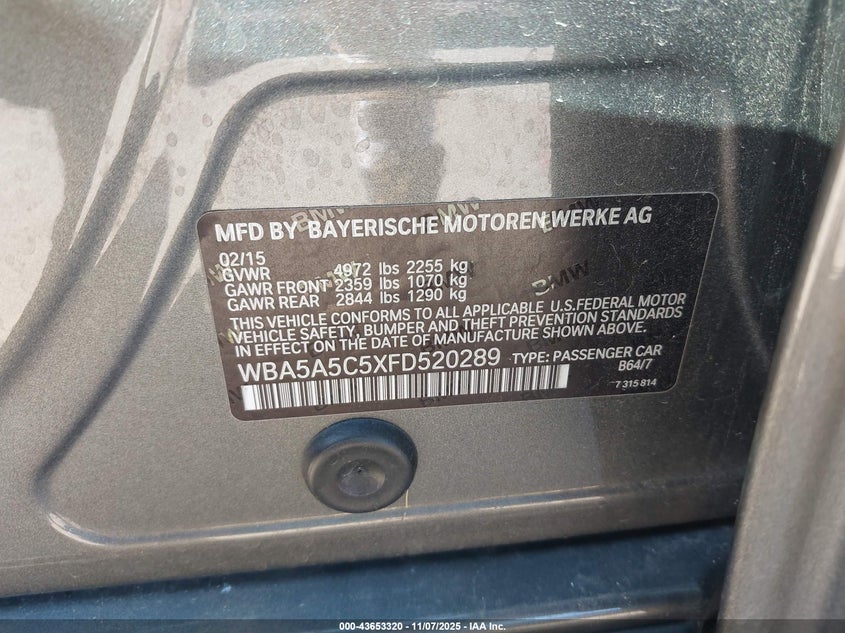 MFD BY BAYERISCHE MOTOREN WERKE AG
02/15
GVWR 4972 lbs 2255 kg
GAWR FRONT 2359 lbs 1070 kg
GAWR REAR 2844 lbs 1290 kg
THIS VEHICLE CONFORMS TO ALL APPLICABLE U.S.FEDERAL MOTOR
VEHICLE SAFETY, BUMPER AND THEFT PREVENTION STANDARDS
IN EFFECT ON THE DATE OF MANUFACTURE SHOWN ABOVE.
WBA5A5C5XFD520289 TYPE: PASSENGER CAR
B64/7
7 315 814
000-43653320 | 11/07/2025 - IAA Inc.